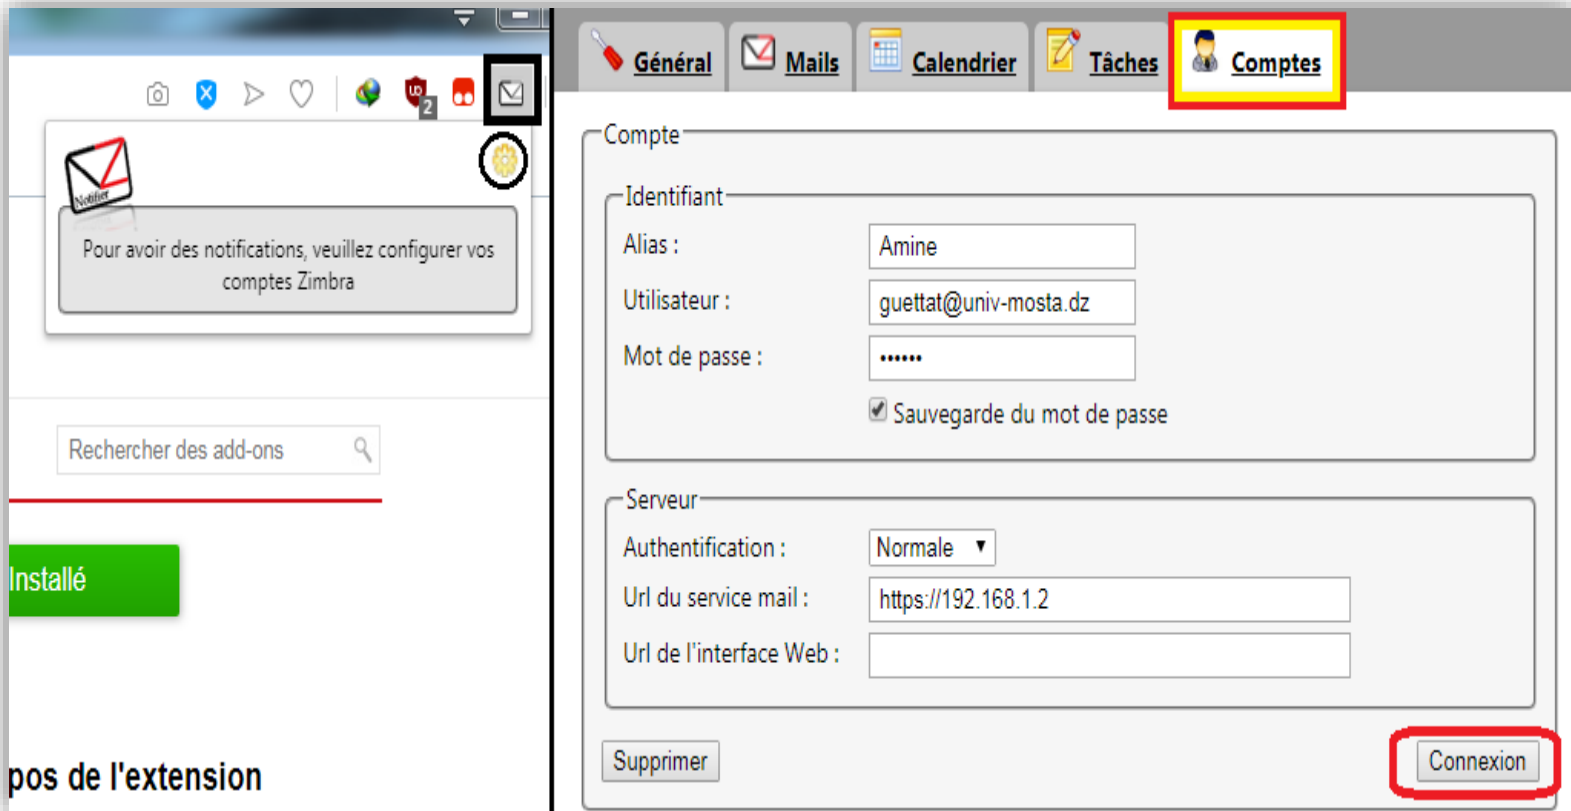 2
Notifier
Pour avoir des notifications, veuillez configurer vos
comptes Zimbra
Rechercher des add-ons
Installé
pos de l'extension
Général Mails Calendrier Tâches Comptes
Compte
Identifiant
Alias : Amine
Utilisateur : guettat@univ-mosta.dz
Mot de passe : ••••••
Sauvegarde du mot de passe
Serveur
Authentification : Normale
Url du service mail : https://192.168.1.2
Url de l'interface Web :
Supprimer Connexion